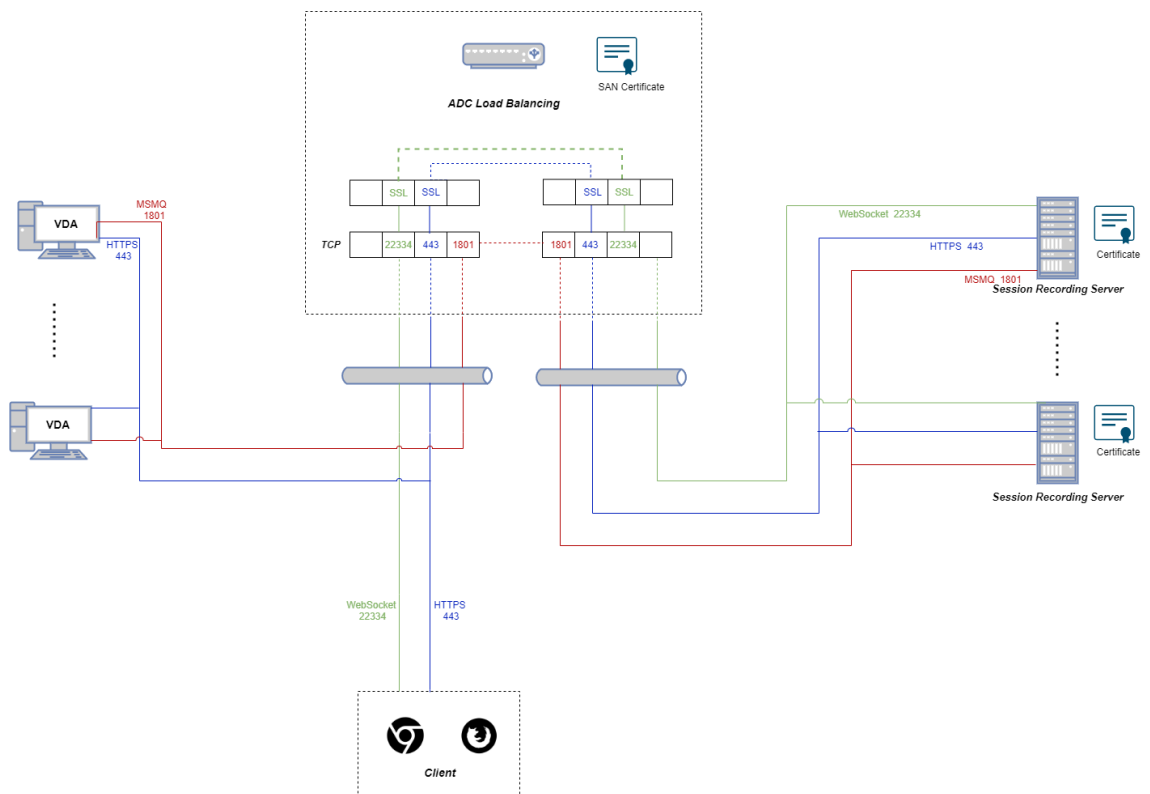 SAN Certificate
ADC Load Balancing
SSL SSL
SSL SSL
TCP
22334 443 1801
1801 443 22334
VDA
MSMQ
1801
HTTPS
443
VDA
WebSocket 22334
HTTPS 443
MSMQ 1801
Certificate
Session Recording Server
Certificate
Session Recording Server
WebSocket
22334
HTTPS
443
Client